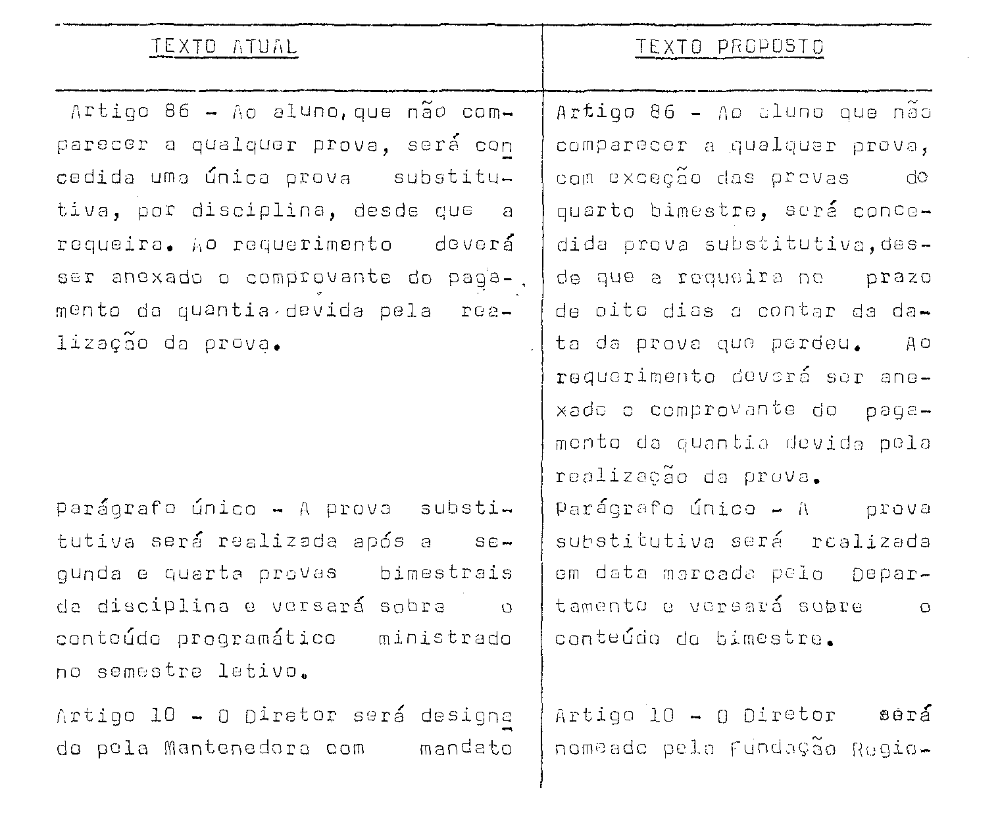 TEXTO ATUAL
Artigo 86 - Ao aluno, que não com-
parecer a qualquer prova, será con
cedida uma única prova substitu-
tiva, por disciplina, desde que a
requeira. Ao requerimento deverá
ser anexado o comprovante do paga-
mento da quantia devida pela rea-
lização da prova.
Parágrafo único - A prova substi-
tutiva será realizada após a se-
gunda e quarta provas bimestrais
da disciplina e versará sobre o
conteúdo programático ministrado
no semestre letivo.
Artigo 10 - O Diretor será designa
do pela Mantenedora com mandato
TEXTO PROPOSTO
Artigo 86 - Ao aluno que não
comparecer a qualquer prova,
com exceção das provas do
quarto bimestre, será conce-
dida prova substitutiva, des-
de que a requeira no prazo
de oito dias a contar da da-
ta da prova que perdeu. Ao
requerimento deverá ser ane-
xado o comprovante do paga-
mento da quantia devida pela
realização da prova.
Parágrafo único - A prova
substitutiva será realizada
em data marcada pelo Depar-
tamento e versará sobre o
conteúdo do bimestre.
Artigo 10 - O Diretor será
nomeado pela Fundação Regio-